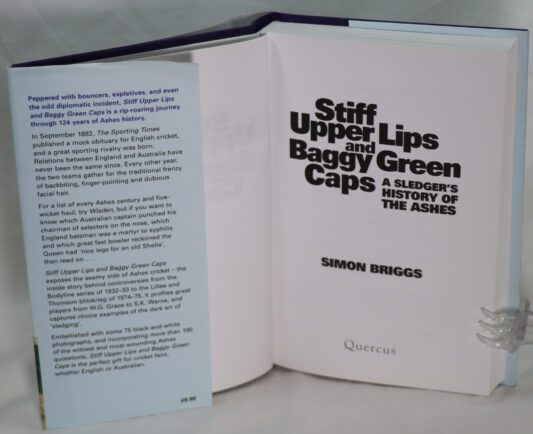 Peppered with bouncers, expletives, and even
the odd diplomatic incident, Stiff Upper Lips
and Baggy Green Caps is a rip-roaring journey
through 124 years of Ashes history.
In September 1882, The Sporting Times
published a mock obituary for English cricket,
and a great sporting rivalry was born.
Relations between England and Australia have
never been the same since. Every other year,
the two teams gather for the traditional frenzy
of backbiting, finger-pointing and dubious
facial hair.
For a list of every Ashes century and five-
wicket haul, try Wisden, but if you want to
know which Australian captain punched his
chairman of selectors on the nose, which
England batsman was a martyr to syphilis
and which great fast bowler reckoned the
Queen had 'nice legs for an old Sheila',
then read on . . .
Stiff Upper Lips and Baggy Green Caps
exposes the seamy side of Ashes cricket – the
inside story behind controversies from the
Bodyline series of 1932–33 to the Lillee and
Thomson blitzkrieg of 1974–75. It profiles great
players from W.G. Grace to S.K. Warne, and
captures choice examples of the dark art of
'sledging'.
Embellished with some 75 black-and-white
photographs, and incorporating more than 100
of the wittiest and most wounding Ashes
quotations, Stiff Upper Lips and Baggy Green
Caps is the perfect gift for cricket fans,
whether English or Australian.
Stiff
Upper Lips
and
Baggy Green
Caps
A SLEDGER'S
HISTORY OF
THE ASHES
SIMON BRIGGS
Quercus